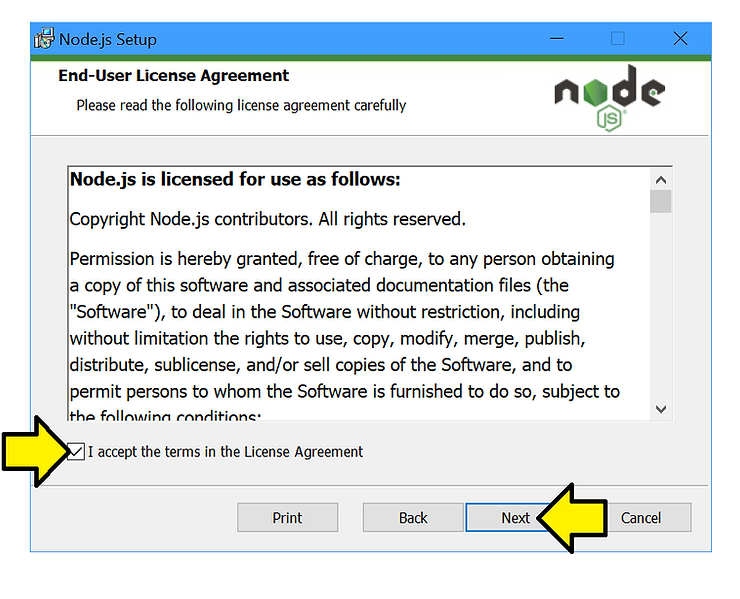 Node.js Setup
End-User License Agreement
Please read the following license agreement carefully
node
JS
Node.js is licensed for use as follows:
Copyright Node.js contributors. All rights reserved.
Permission is hereby granted, free of charge, to any person obtaining
a copy of this software and associated documentation files (the
"Software"), to deal in the Software without restriction, including
without limitation the rights to use, copy, modify, merge, publish,
distribute, sublicense, and/or sell copies of the Software, and to
permit persons to whom the Software is furnished to do so, subject to
the following conditions:
I accept the terms in the License Agreement
Print
Back
Next
Cancel